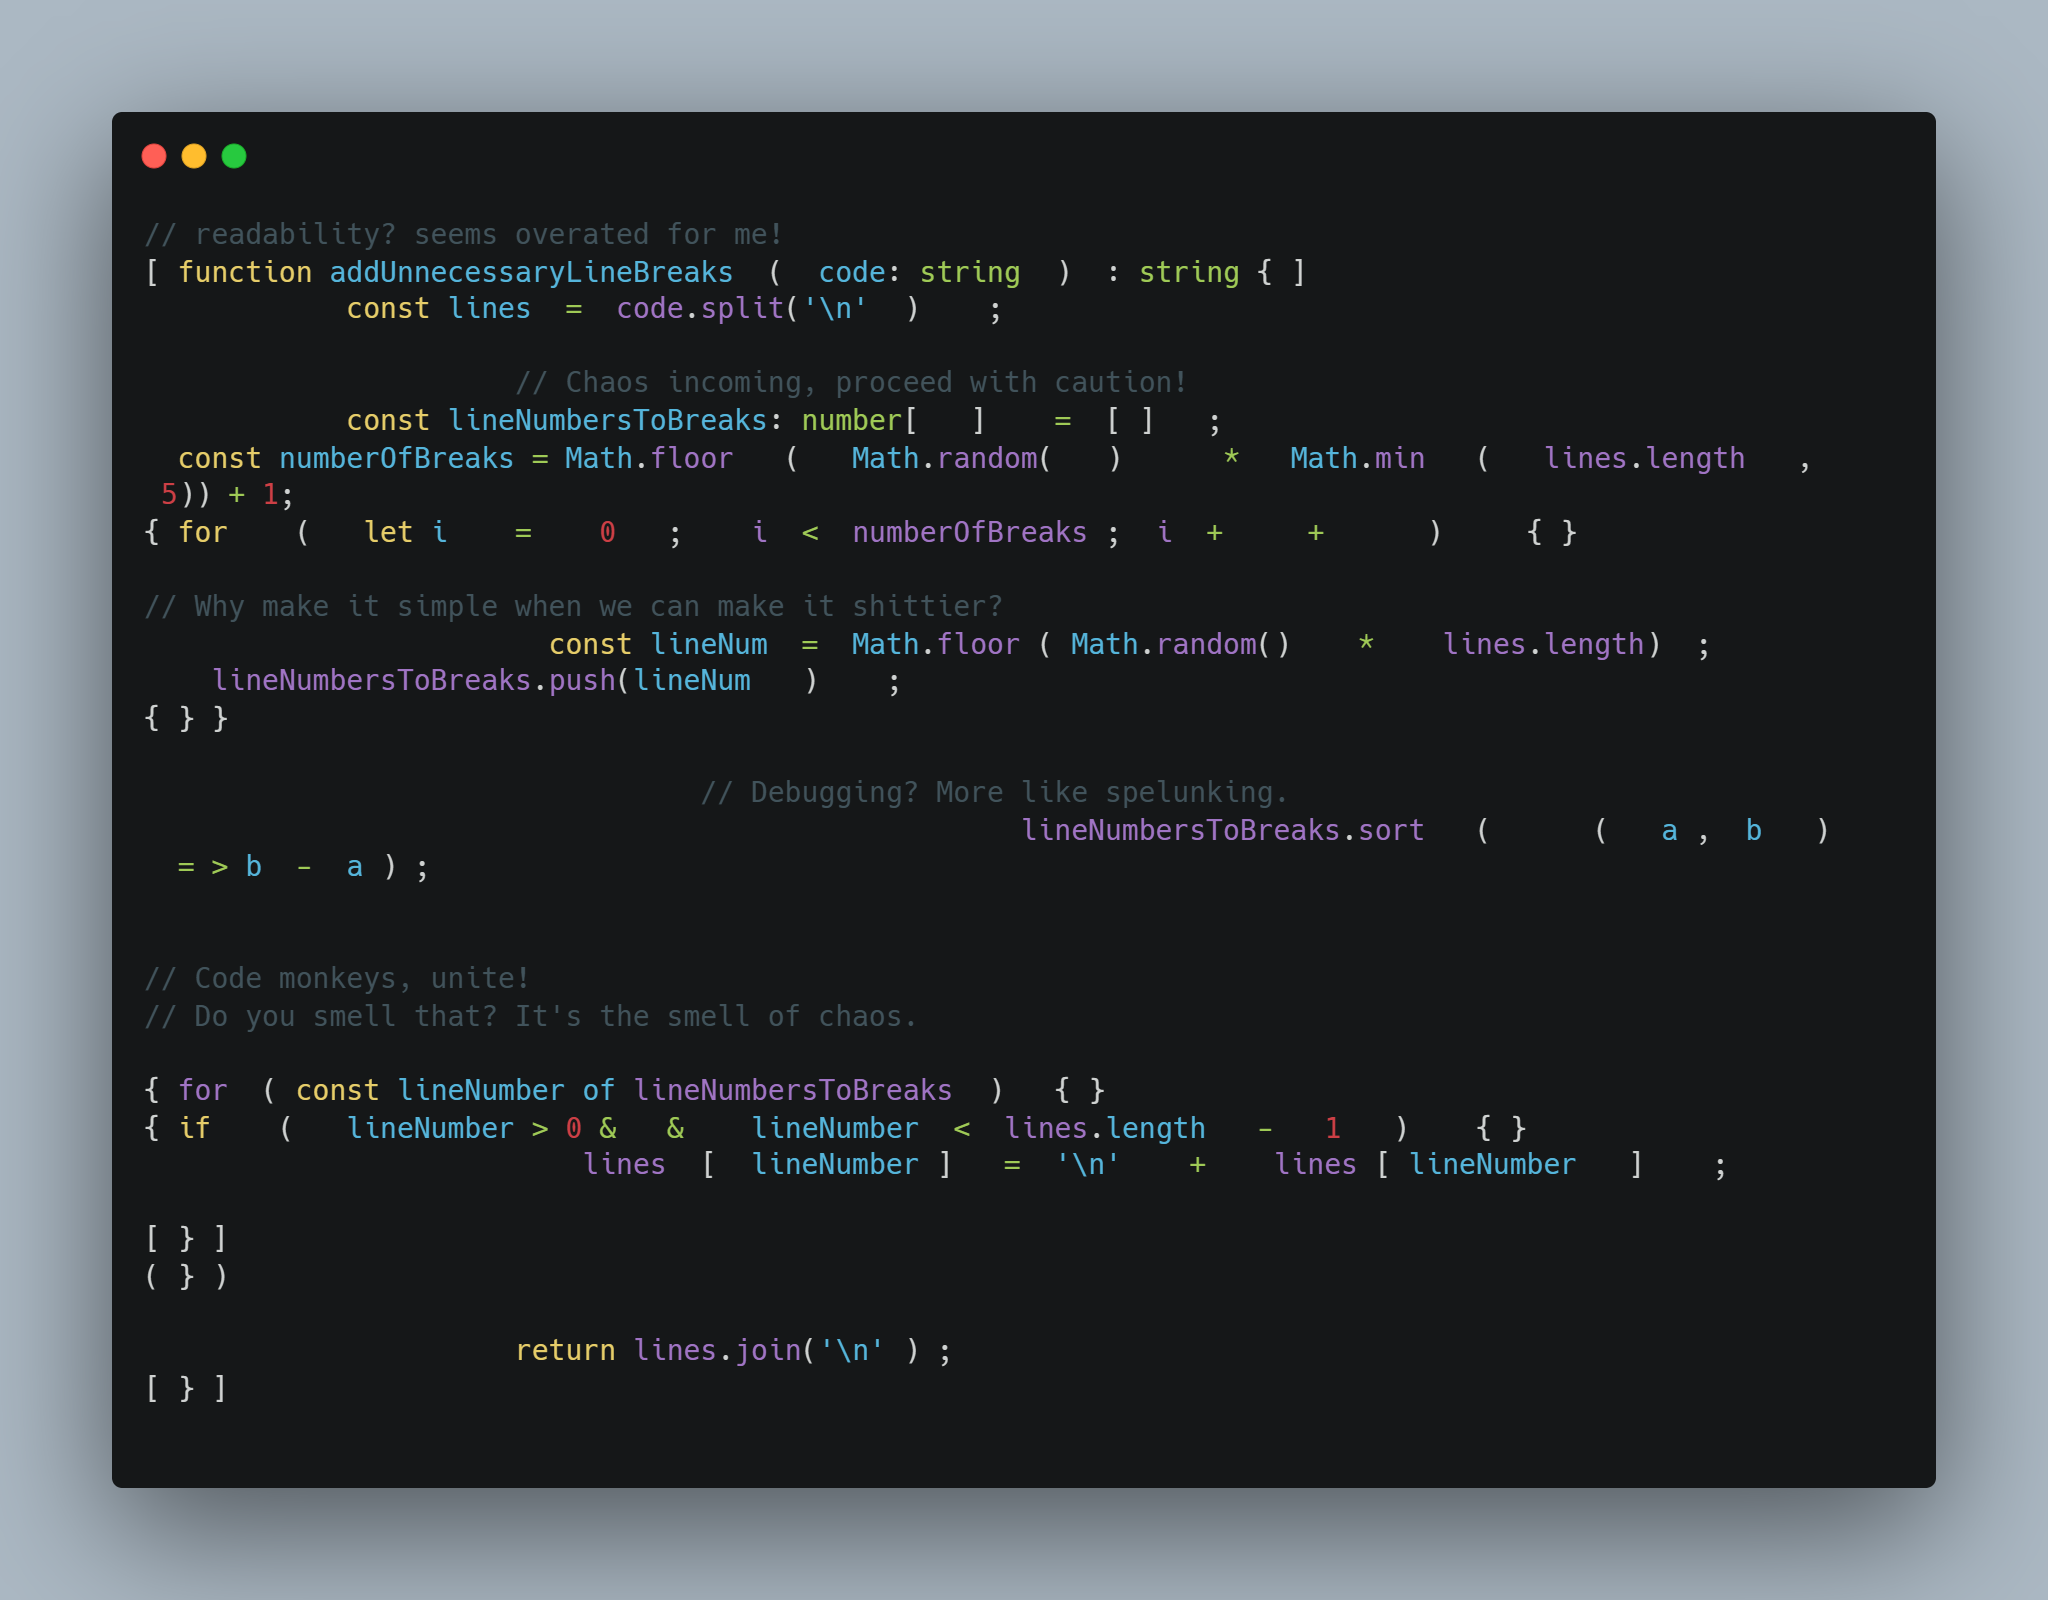 // readability? seems overated for me!
[ function addUnnecessaryLineBreaks  (  code: string  )  : string { ]
            const lines  =  code.split('\n'  )    ;

                      // Chaos incoming, proceed with caution!
            const lineNumbersToBreaks: number[   ]    =  [ ]   ;
  const numberOfBreaks = Math.floor   (   Math.random(   )      *   Math.min   (   lines.length   ,
 5)) + 1;
{ for    (   let i    =    0   ;    i  <  numberOfBreaks ;  i  +     +      )     { }

// Why make it simple when we can make it shittier?
                        const lineNum  =  Math.floor ( Math.random()    *    lines.length)  ;
    lineNumbersToBreaks.push(lineNum   )    ;
{ } }

                                 // Debugging? More like spelunking.
                                                    lineNumbersToBreaks.sort   (      (   a ,  b   )
  = > b  -  a ) ;


// Code monkeys, unite!
// Do you smell that? It's the smell of chaos.

{ for  ( const lineNumber of lineNumbersToBreaks  )   { }
{ if    (   lineNumber > 0 &   &    lineNumber  <  lines.length   -   1   )    { }
                          lines  [  lineNumber ]   =  '\n'    +    lines [ lineNumber   ]    ;

[ } ]
( } )

                      return lines.join('\n' ) ;
[ } ]